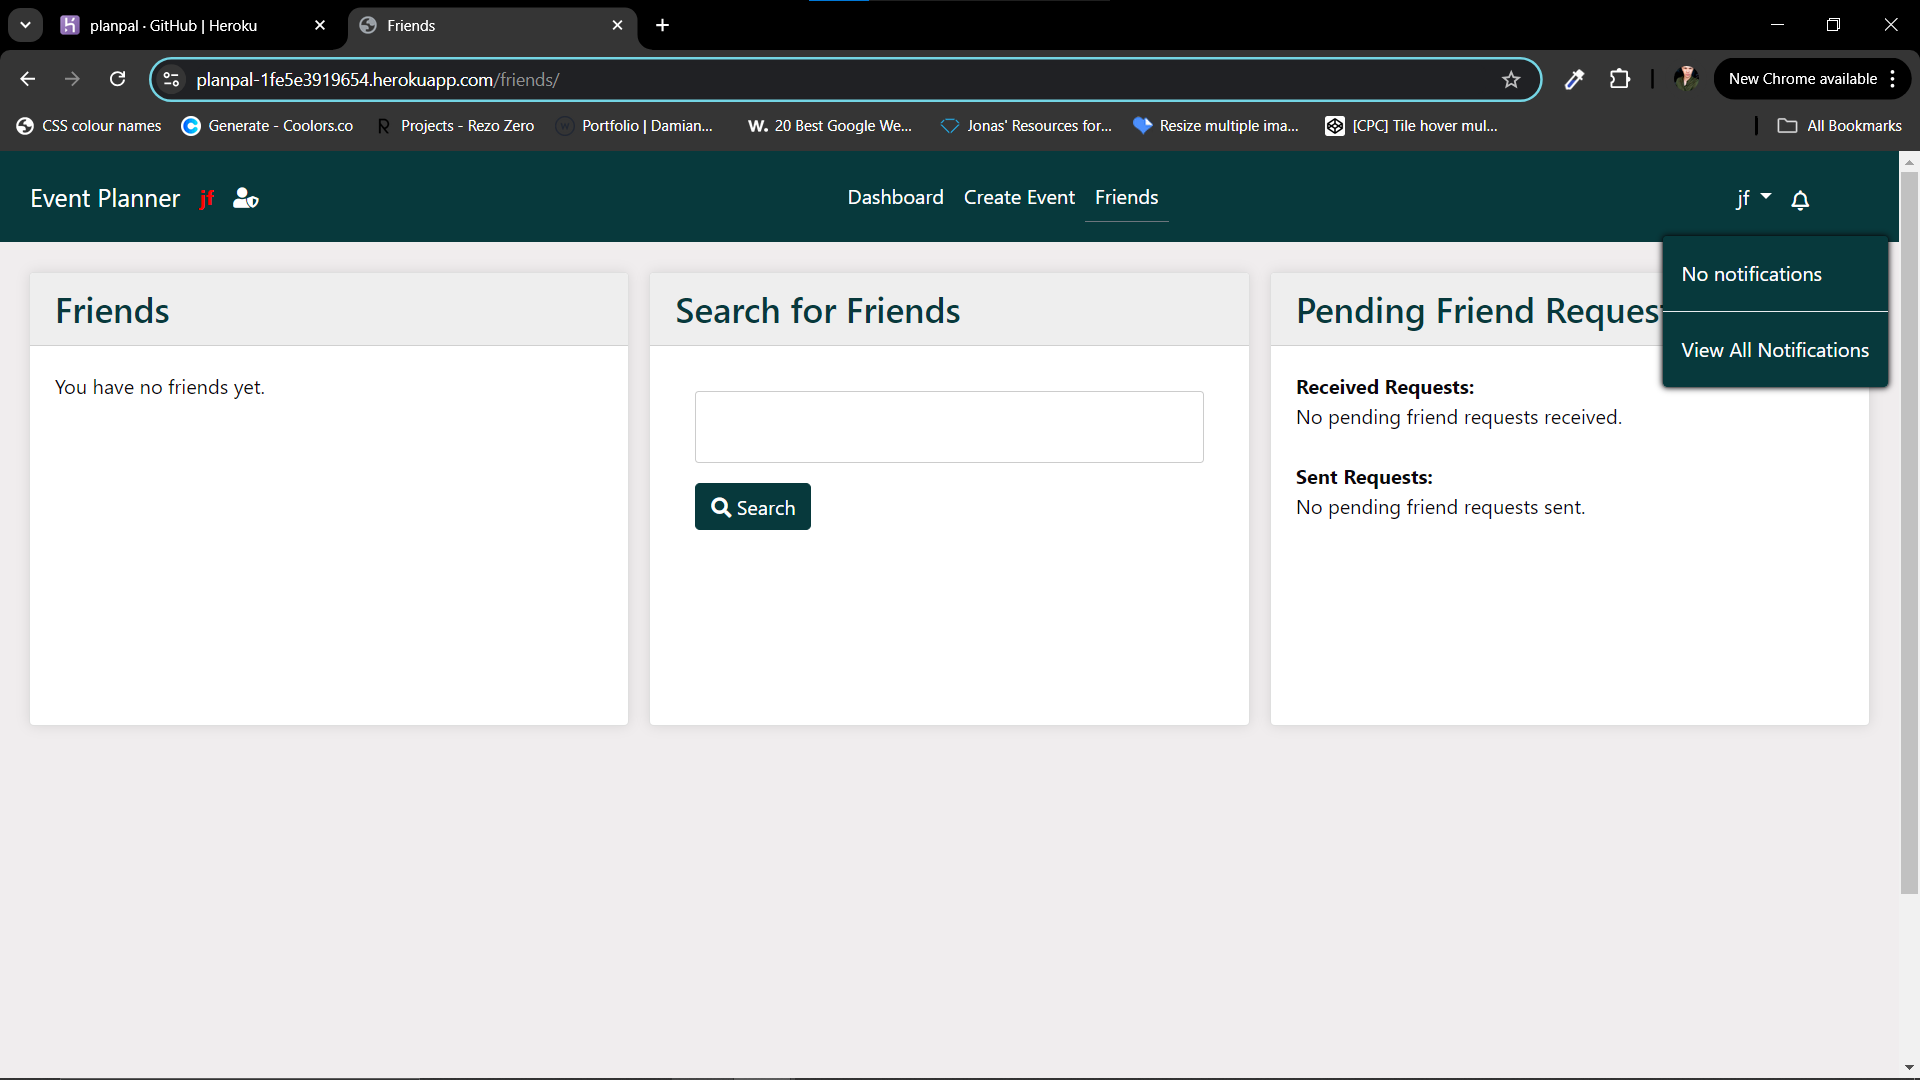 planpal · GitHub | Heroku
Friends
planpal-1fe5e3919654.herokuapp.com/friends/
New Chrome available
CSS colour names
Generate - Coolors.co
Projects - Rezo Zero
Portfolio | Damian...
20 Best Google We...
Jonas' Resources for...
Resize multiple ima...
[CPC] Tile hover mul...
All Bookmarks
Event Planner jf
Dashboard
Create Event
Friends
jf
No notifications
View All Notifications
Friends
You have no friends yet.
Search for Friends
Search
Pending Friend Reques
Received Requests:
No pending friend requests received.
Sent Requests:
No pending friend requests sent.